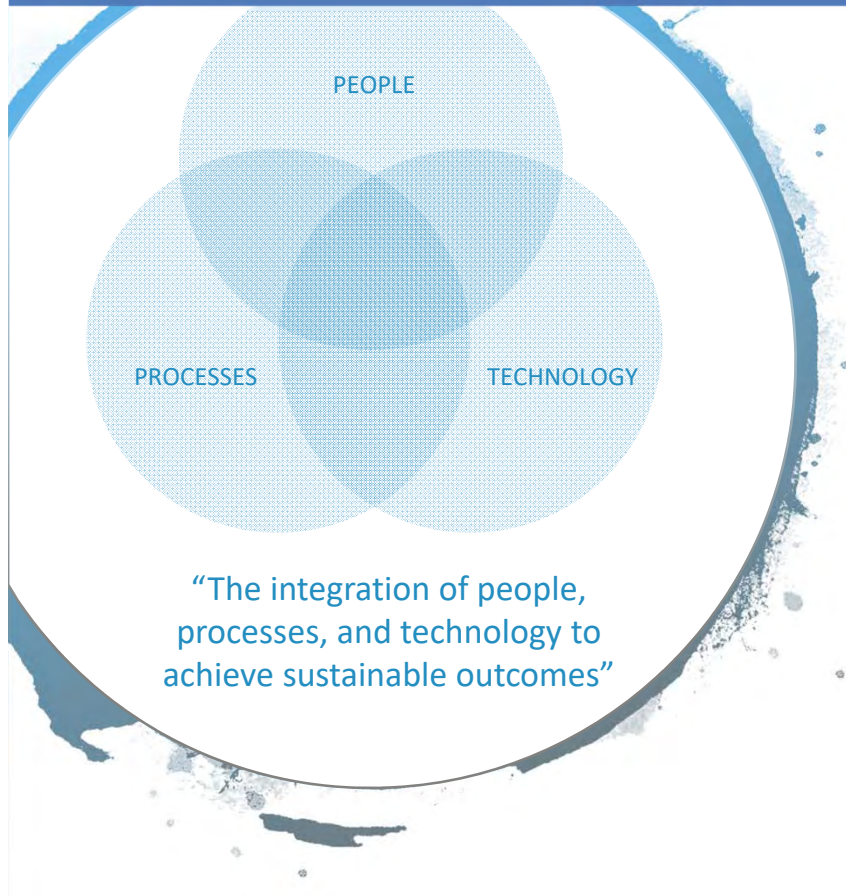 PEOPLE
PROCESSES
TECHNOLOGY
“The integration of people,
processes, and technology to
achieve sustainable outcomes”